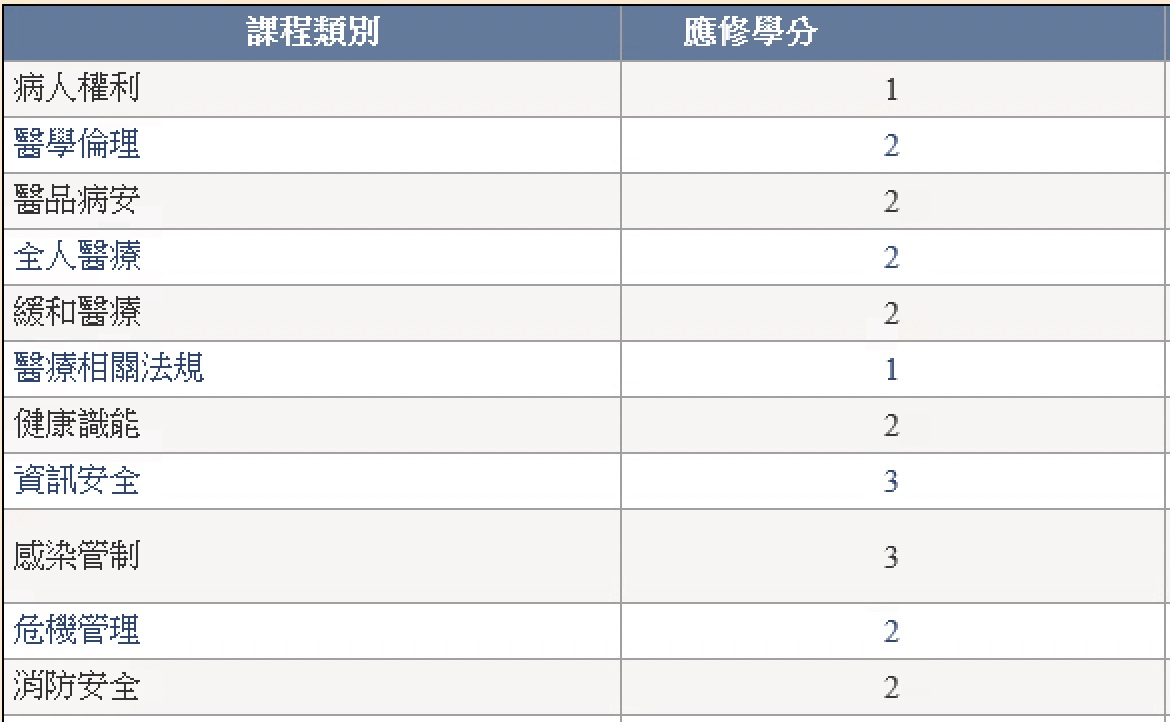 課程類別 應修學分
病人權利 1
醫學倫理 2
醫品病安 2
全人醫療 2
緩和醫療 2
醫療相關法規 1
健康識能 2
資訊安全 3
感染管制 3
危機管理 2
消防安全 2